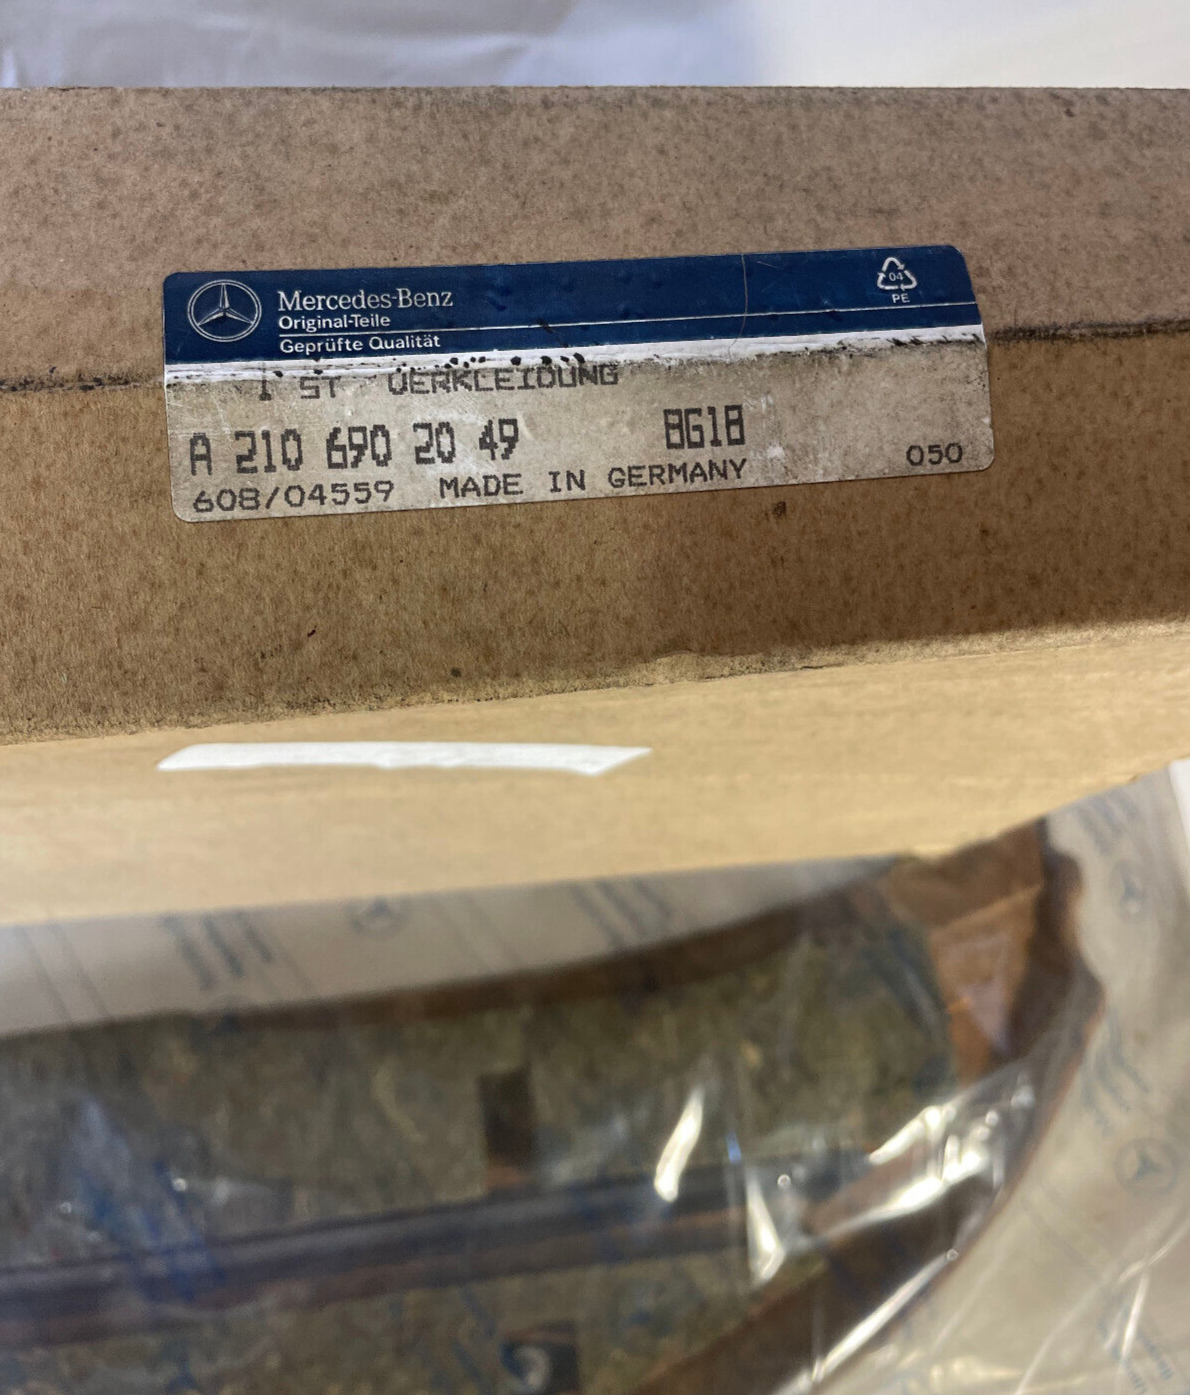 Mercedes-Benz
Original-Teile
Geprüfte Qualität
04
PE
1 ST VERKLEIDUNG
A 210 690 20 49 8G18
608/04559 MADE IN GERMANY 050